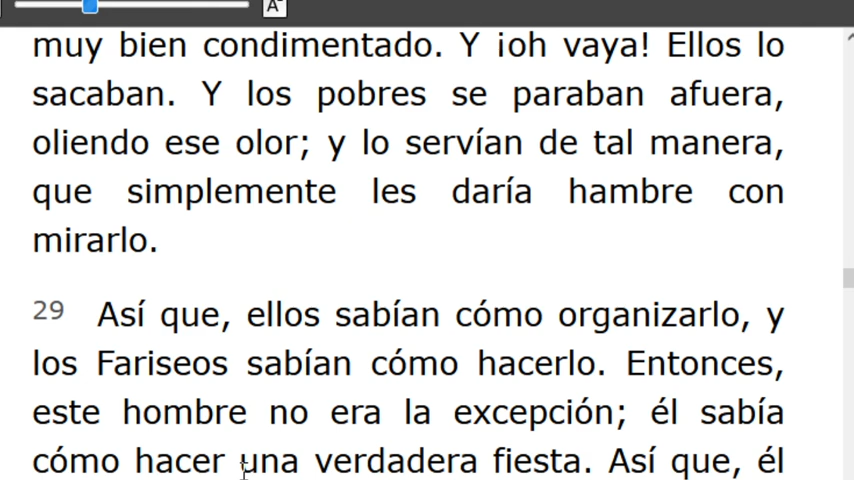 A
muy bien condimentado. Y ¡oh vaya! Ellos lo
sacaban. Y los pobres se paraban afuera,
oliendo ese olor; y lo servían de tal manera,
que simplemente les daría hambre con
mirarlo.
29 Así que, ellos sabían cómo organizarlo, y
los Fariseos sabían cómo hacerlo. Entonces,
este hombre no era la excepción; él sabía
cómo hacer una verdadera fiesta. Así que, él